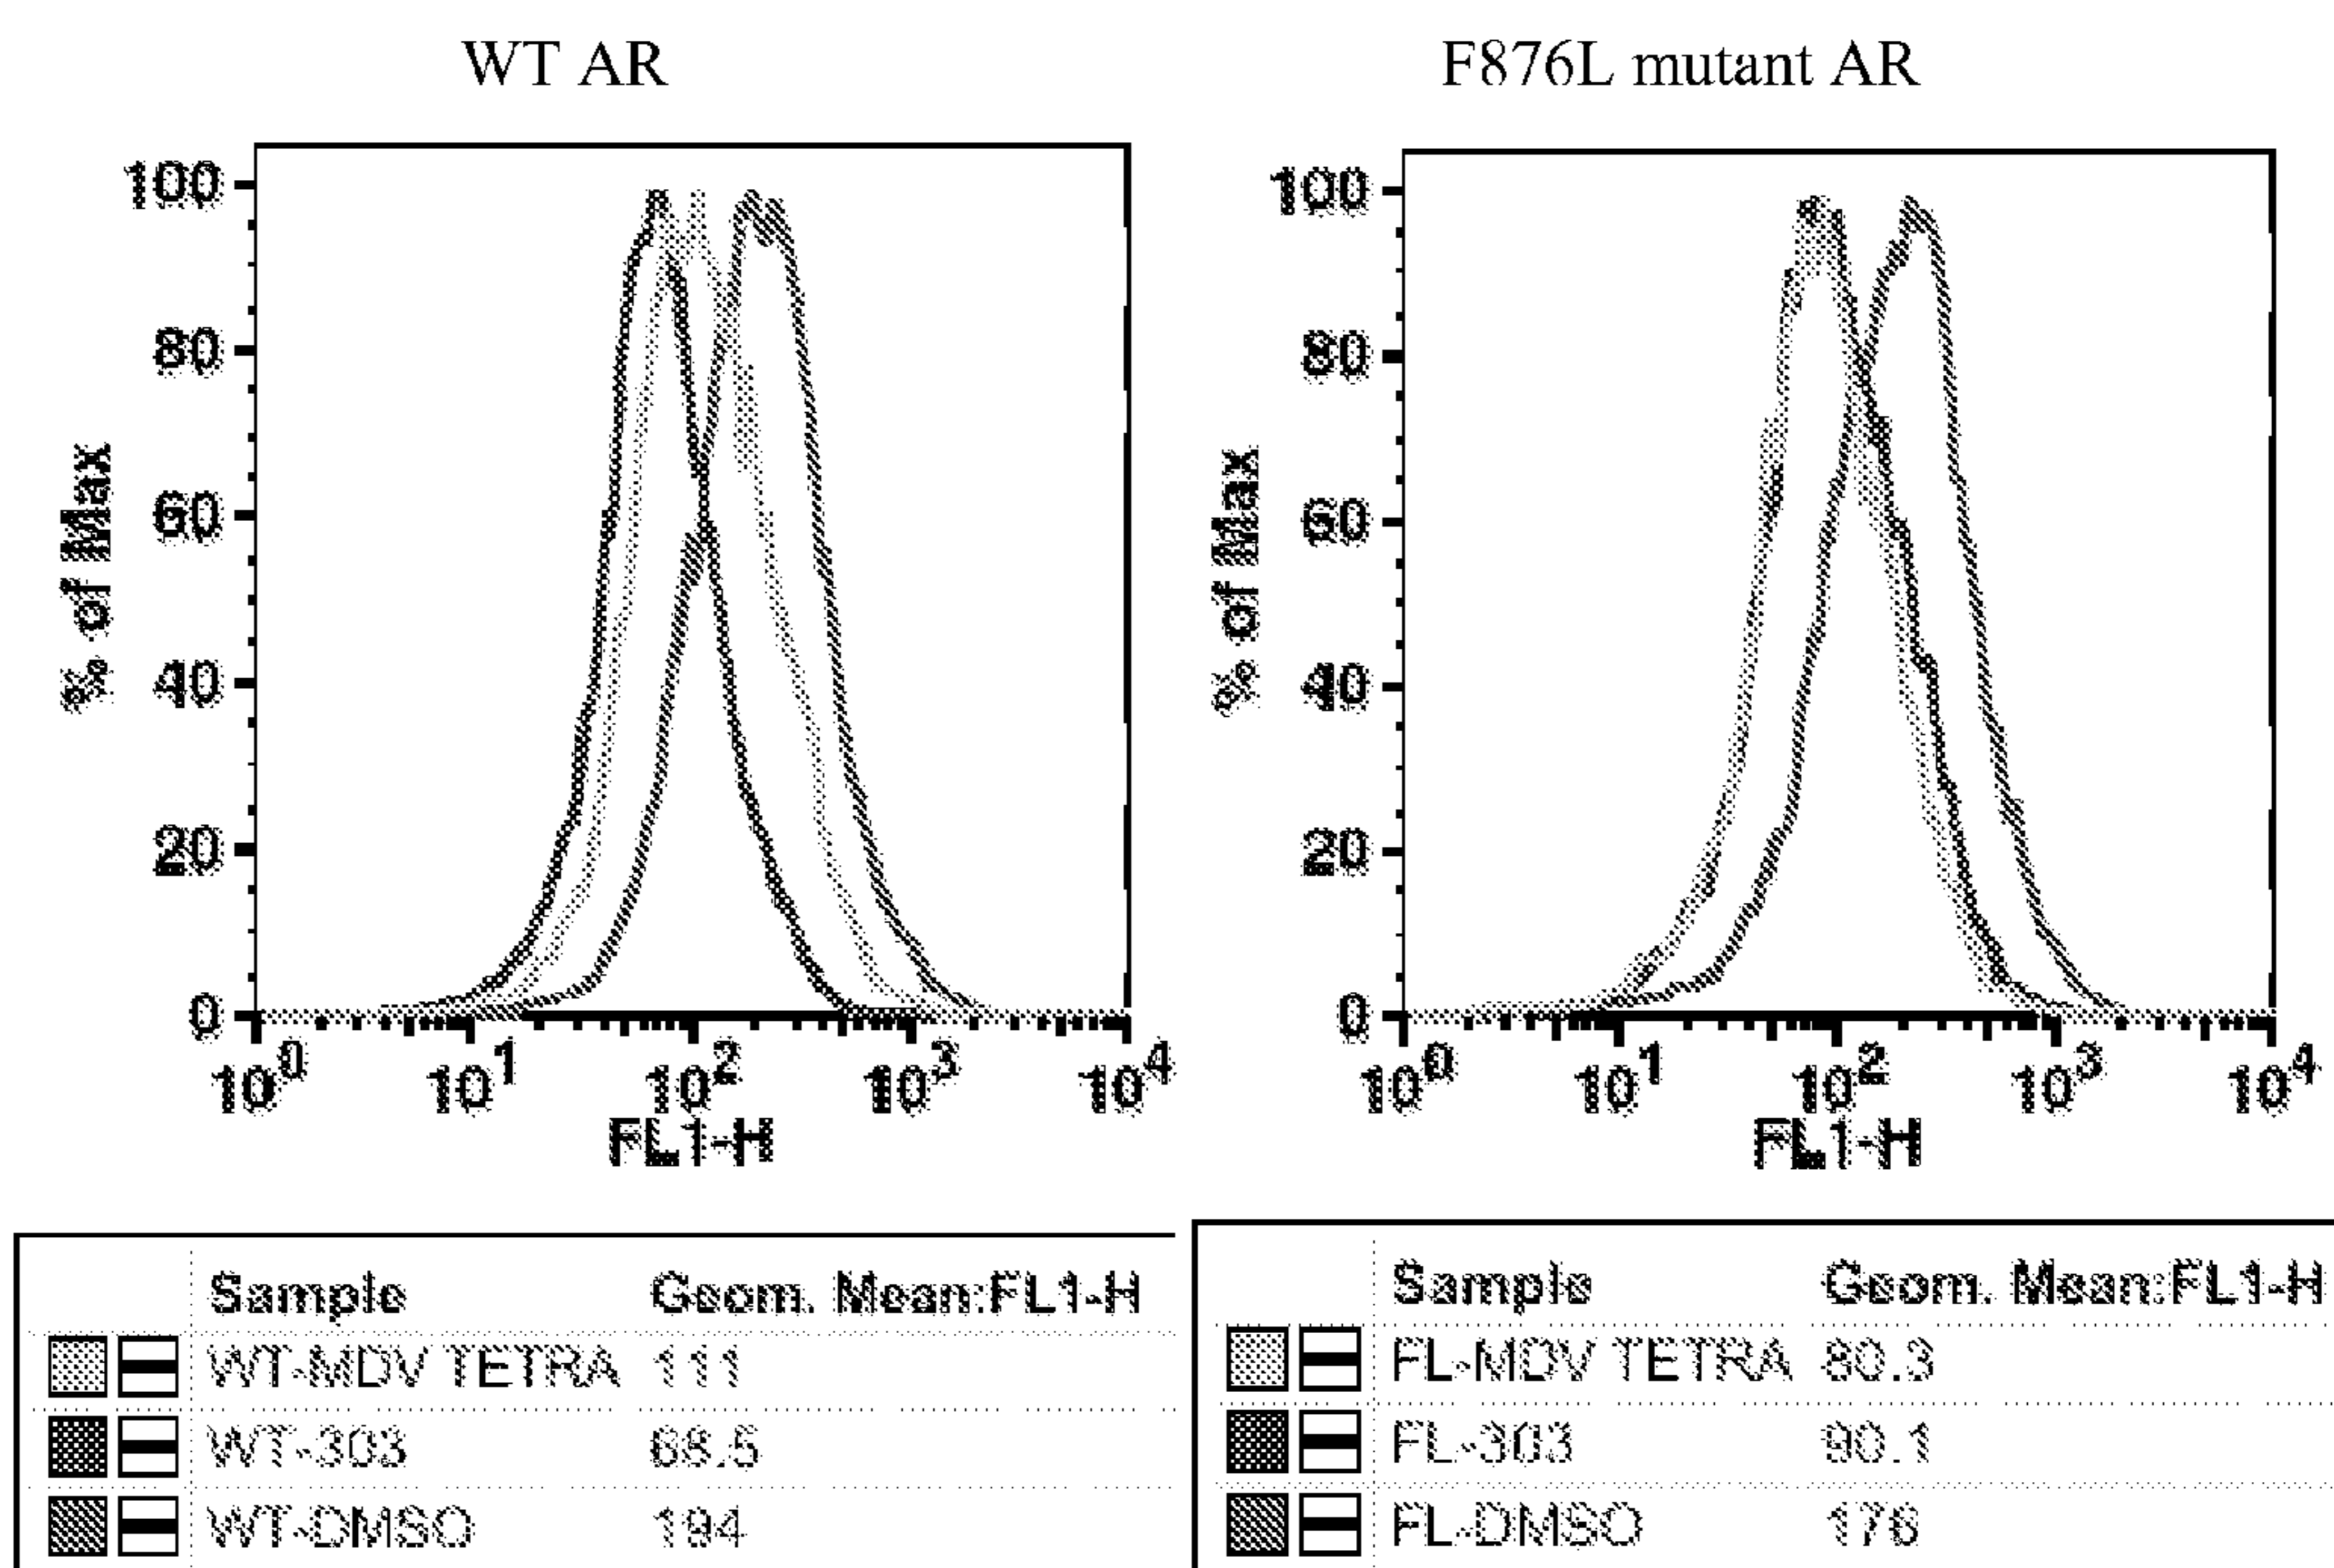 WT AR
F876L mutant AR
100
80
60
40
20
0
% of Max
10^0 10^1 10^2 10^3 10^4
FL1-H
100
80
60
40
20
0
% of Max
10^0 10^1 10^2 10^3 10^4
FL1-H
Sample Geom. Mean:FL1-H
WT-MDV TETRA 111
WT-303
WT-DMSO 194
Sample Geom. Mean:FL1-H
FL-MDV TETRA 80.3
FL-303 90.1
FL-DMSO 176